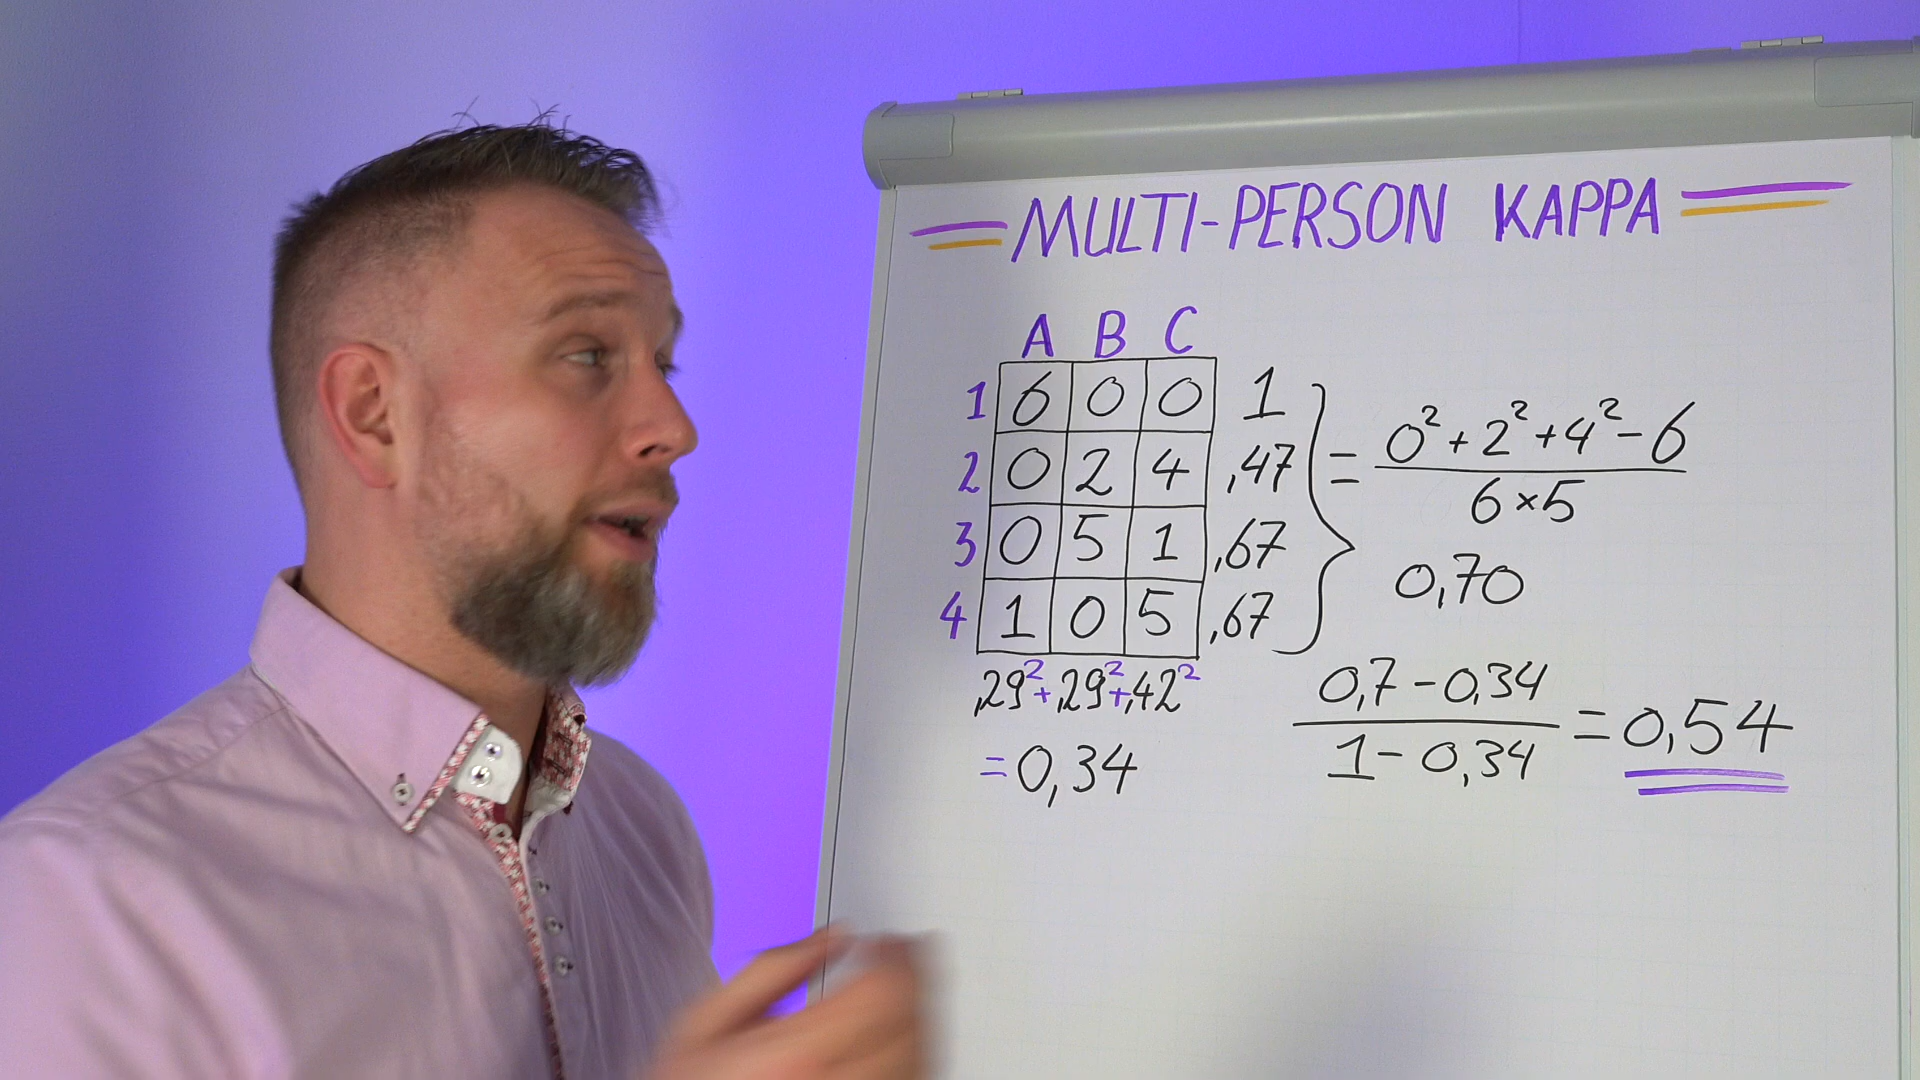 MULTI-PERSON KAPPA
A B C
1 6 0 0 1
2 0 2 4 ,47
3 0 5 1 ,67
4 1 0 5 ,67
,29²+,29²+,42²
=0,34
= 0²+2²+4²-6
6×5
0,70
0,7-0,34
1-0,34
=0,54